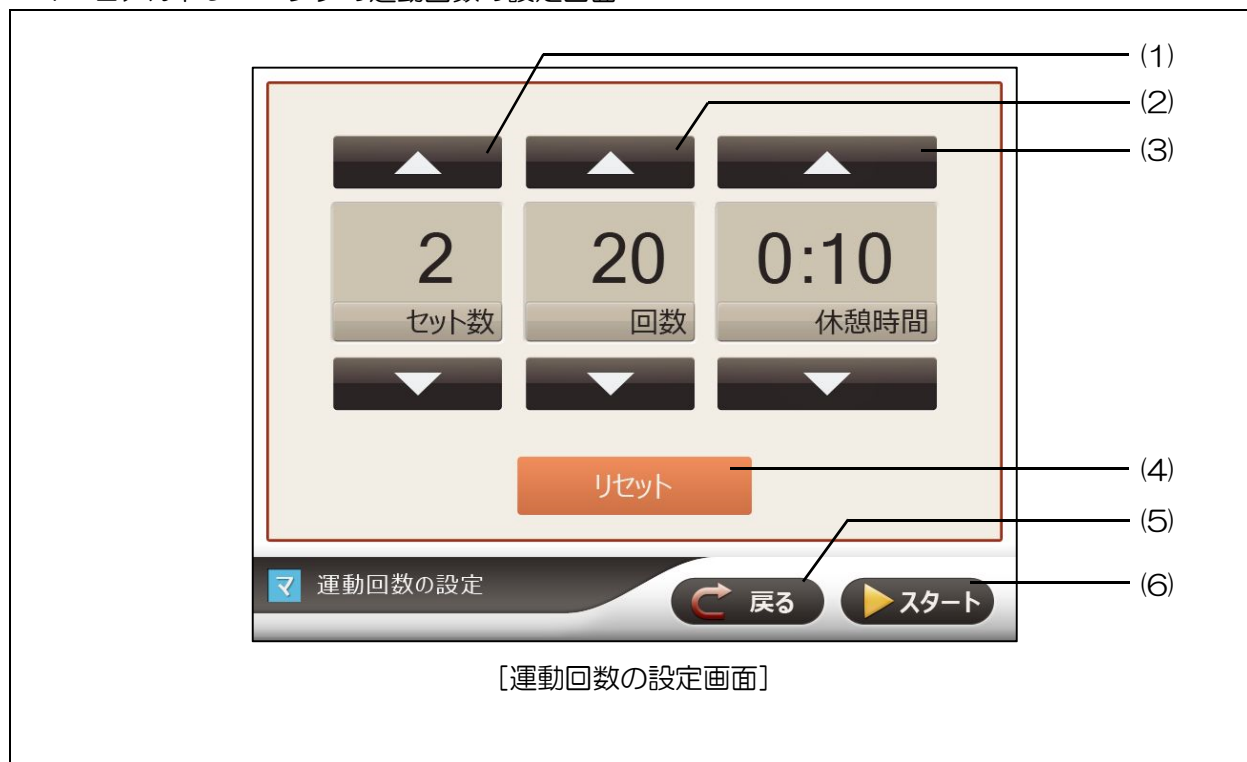 (1)
(2)
(3)
2
20
0:10
セット数
回数
休憩時間
リセット
(4)
(5)
マ 運動回数の設定
戻る
スタート
(6)
[運動回数の設定画面]